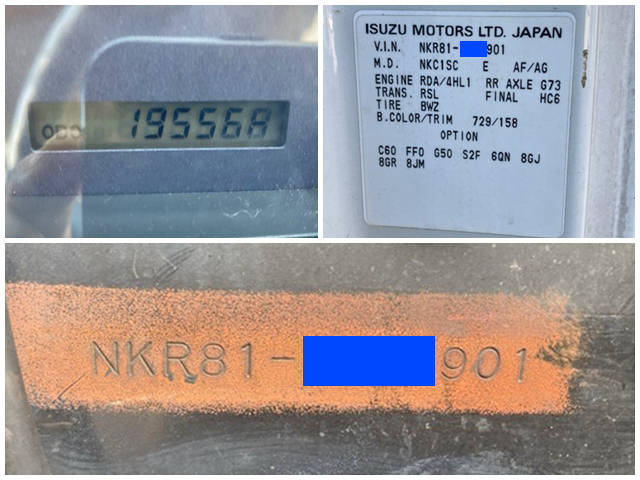 ODO 195568
ISUZU MOTORS LTD. JAPAN
V.I.N. NKR81- 901
M.D. NKC1SC E AF/AG
ENGINE RDA/4HL1 RR AXLE G73
TRANS. RSL FINAL HC6
TIRE BWZ
B.COLOR/TRIM 729/158
OPTION
C60 FF0 G50 S2F 6QN 8GJ
8GR 8JM
NKR81- 901